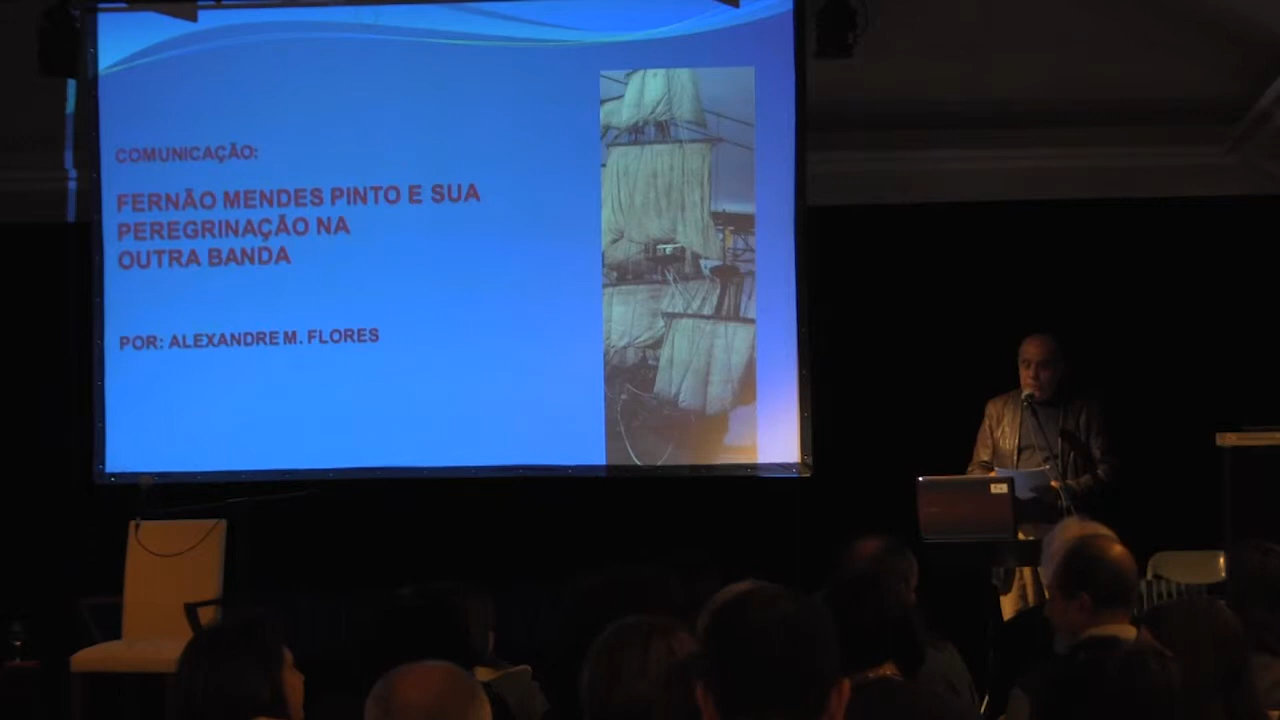 COMUNICAÇÃO:
FERNÃO MENDES PINTO E SUA
PEREGRINAÇÃO NA
OUTRA BANDA
POR: ALEXANDRE M. FLORES